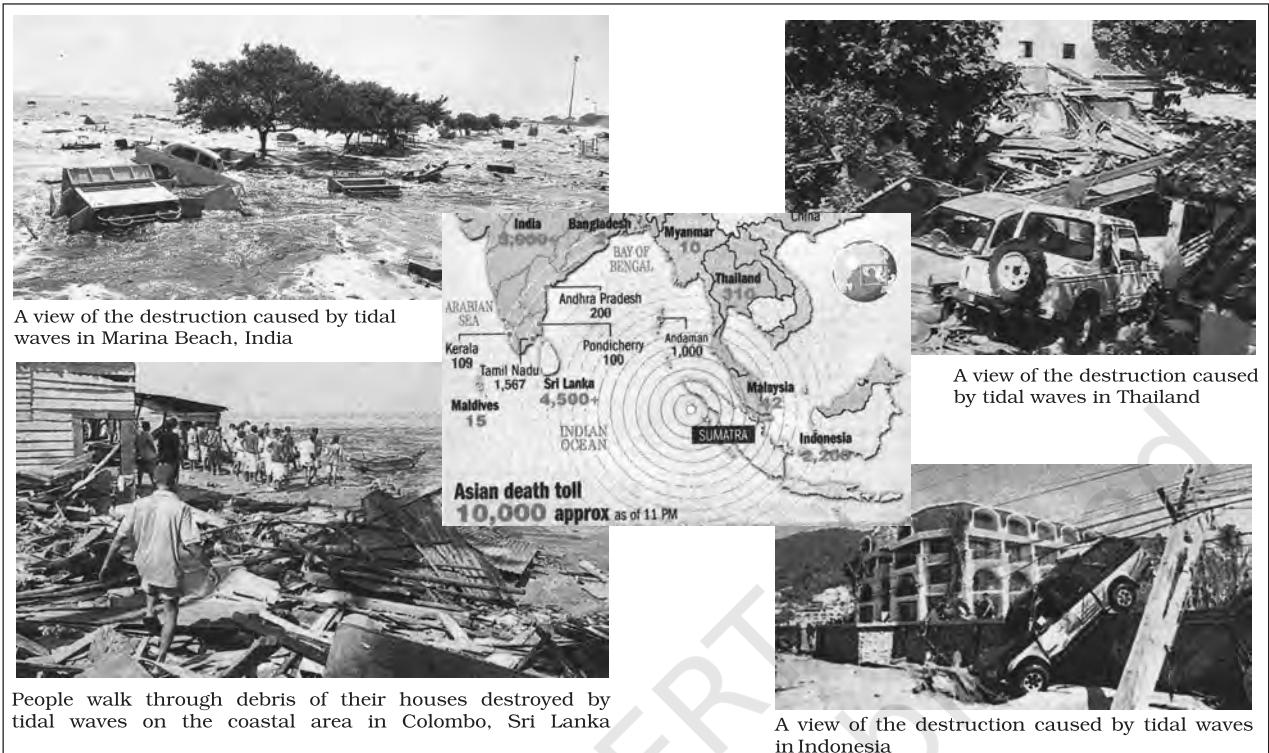 A view of the destruction caused by tidal
waves in Marina Beach, India
India
3,000+
Bangladesh
Myanmar
10
China
BAY OF
BENGAL
Thailand
310
ARABIAN
SEA
Andhra Pradesh
200
Kerala
109
Pondicherry
100
Andaman
1,000
Tamil Nadu
1,567
Sri Lanka
4,500+
Malaysia
42
Maldives
15
INDIAN
OCEAN
SUMATRA
Indonesia
Asian death toll
10,000 approx as of 11 PM
A view of the destruction caused
by tidal waves in Thailand
People walk through debris of their houses destroyed by
tidal waves on the coastal area in Colombo, Sri Lanka
A view of the destruction caused by tidal waves
in Indonesia